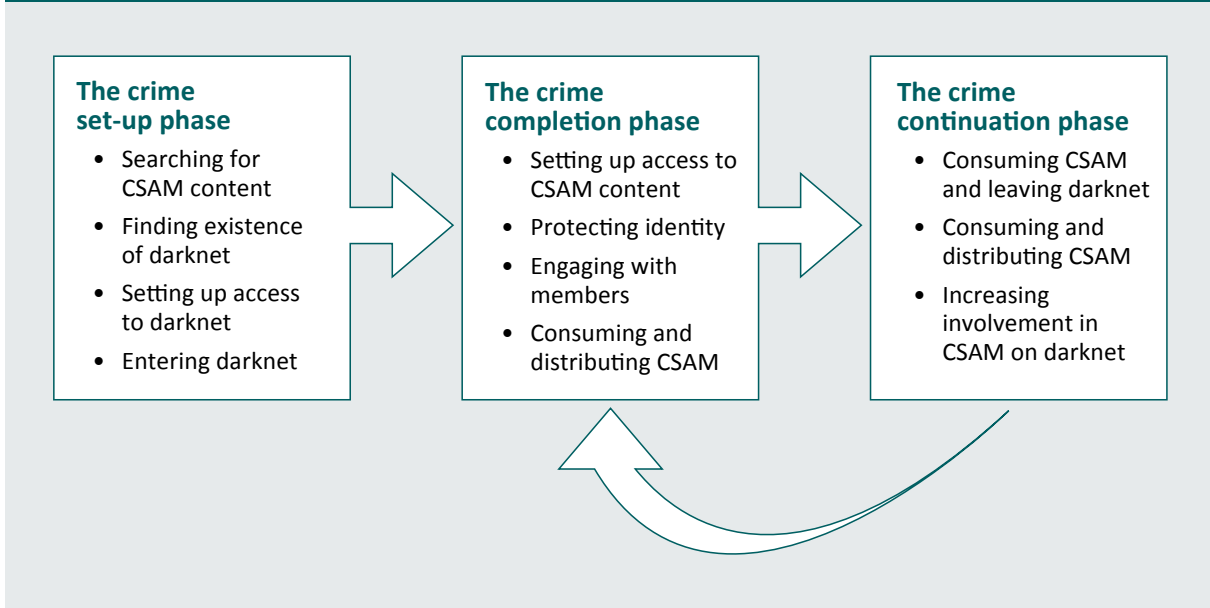 The crime
set-up phase
• Searching for
CSAM content
• Finding existence
of darknet
• Setting up access
to darknet
• Entering darknet
The crime
completion phase
• Setting up access to
CSAM content
• Protecting identity
• Engaging with
members
• Consuming and
distributing CSAM
The crime
continuation phase
• Consuming CSAM
and leaving darknet
• Consuming and
distributing CSAM
• Increasing
involvement in
CSAM on darknet